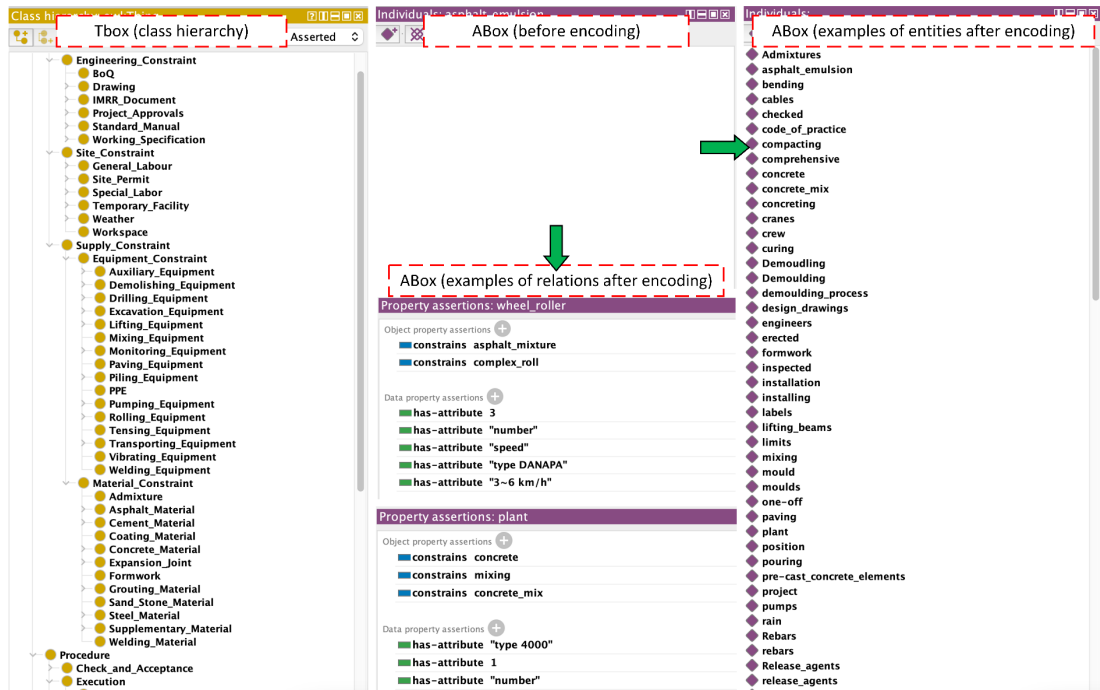 Class hierarchy
Tbox (class hierarchy)
Asserted
Engineering_Constraint
BoQ
Drawing
IMRR_Document
Project_Approvals
Standard_Manual
Working_Specification
Site_Constraint
General_Labour
Site_Permit
Special_Labor
Temporary_Facility
Weather
Workspace
Supply_Constraint
Equipment_Constraint
Auxiliary_Equipment
Demolishing_Equipment
Drilling_Equipment
Excavation_Equipment
Lifting_Equipment
Mixing_Equipment
Monitoring_Equipment
Paving_Equipment
Piling_Equipment
PPE
Pumping_Equipment
Rolling_Equipment
Tensing_Equipment
Transporting_Equipment
Vibrating_Equipment
Welding_Equipment
Material_Constraint
Admixture
Asphalt_Material
Cement_Material
Coating_Material
Concrete_Material
Expansion_Joint
Formwork
Grouting_Material
Sand_Stone_Material
Steel_Material
Supplementary_Material
Welding_Material
Procedure
Check_and_Acceptance
Execution
Individuals: asphalt_emulsion
ABox (before encoding)
ABox (examples of relations after encoding)
Property assertions: wheel_roller
Object property assertions
constrains asphalt_mixture
constrains complex_roll
Data property assertions
has-attribute 3
has-attribute "number"
has-attribute "speed"
has-attribute "type DANAPA"
has-attribute "3~6 km/h"
Property assertions: plant
Object property assertions
constrains concrete
constrains mixing
constrains concrete_mix
Data property assertions
has-attribute "type 4000"
has-attribute 1
has-attribute "number"
Individuals:
ABox (examples of entities after encoding)
Admixtures
asphalt_emulsion
bending
cables
checked
code_of_practice
compacting
comprehensive
concrete
concrete_mix
concreting
cranes
crew
curing
Demoudling
Demoulding
demoulding_process
design_drawings
engineers
erected
formwork
inspected
installation
installing
labels
lifting_beams
limits
mixing
mould
moulds
one-off
paving
plant
position
pouring
pre-cast_concrete_elements
project
pumps
rain
Rebars
rebars
Release_agents
release_agents